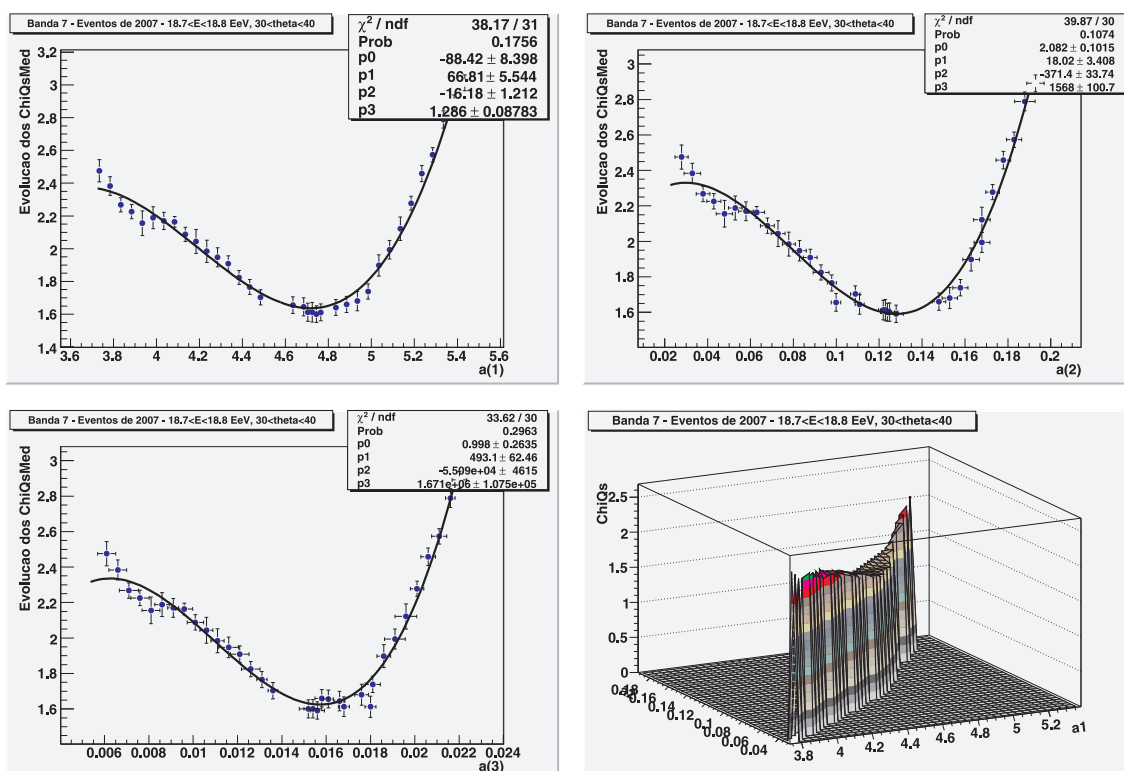 Banda 7 - Eventos de 2007 - 18.7<E<18.8 EeV, 30<theta<40
χ² / ndf 38.17 / 31
Prob 0.1756
p0 -88.42 ± 8.398
p1 66.81 ± 5.544
p2 -16.18 ± 1.212
p3 1.286 ± 0.08783
Evolucao dos ChiQsMed
3.2
3
2.8
2.6
2.4
2.2
2
1.8
1.6
1.4
3.6 3.8 4 4.2 4.4 4.6 4.8 5 5.2 5.4 5.6
a(1)
Banda 7 - Eventos de 2007 - 18.7<E<18.8 EeV, 30<theta<40
χ² / ndf 39.87 / 30
Prob 0.1074
p0 2.082 ± 0.1015
p1 18.02 ± 3.408
p2 -371.4 ± 33.74
p3 1568 ± 100.7
Evolucao dos ChiQsMed
3
2.8
2.6
2.4
2.2
2
1.8
1.6
0.02 0.04 0.06 0.08 0.1 0.12 0.14 0.16 0.18 0.2
a(2)
Banda 7 - Eventos de 2007 - 18.7<E<18.8 EeV, 30<theta<40
χ² / ndf 33.62 / 30
Prob 0.2963
p0 0.998 ± 0.2635
p1 493.1 ± 62.46
p2 -5.509e+04 ± 4615
p3 1.671e+06 ± 1.075e+05
Evolucao dos ChiQsMed
3
2.8
2.6
2.4
2.2
2
1.8
1.6
0.006 0.008 0.01 0.012 0.014 0.016 0.018 0.02 0.022 0.024
a(3)
Banda 7 - Eventos de 2007 - 18.7<E<18.8 EeV, 30<theta<40
ChiQs
2.5
2
1.5
1
0.5
0
0.18 0.16 0.14 0.12 0.1 0.08 0.06 0.04
3.8 4 4.2 4.4 4.6 4.8 5 5.2
a1